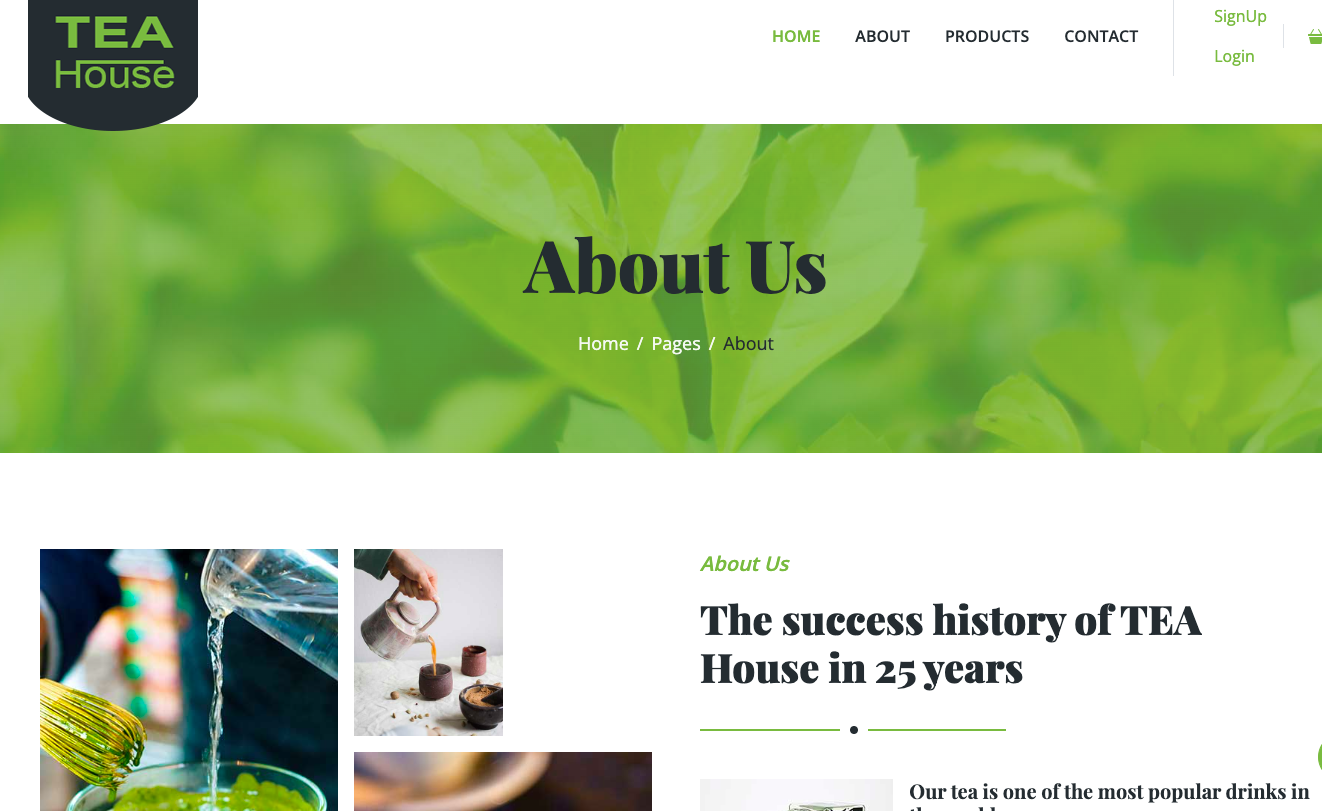 TEA
House
HOME ABOUT PRODUCTS CONTACT
SignUp
Login
About Us
Home / Pages / About
About Us
The success history of TEA
House in 25 years
Our tea is one of the most popular drinks in